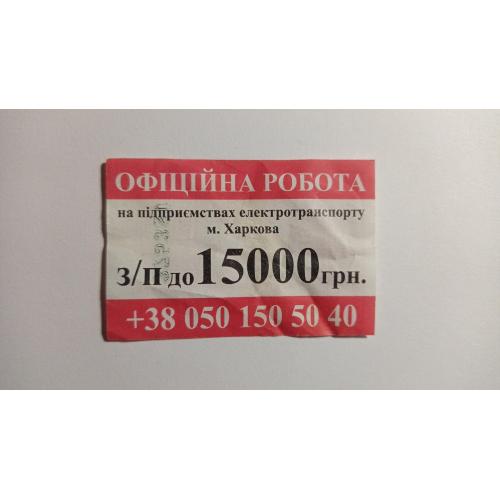 ОФІЦІЙНА РОБОТА
на підприємствах електротранспорту
м. Харкова
З/П до 15000 грн.
+38 050 150 50 40